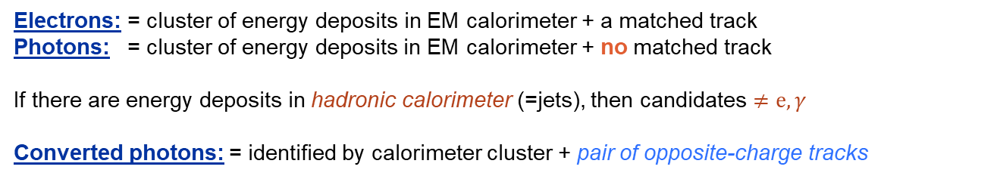 Electrons: = cluster of energy deposits in EM calorimeter + a matched track
Photons: = cluster of energy deposits in EM calorimeter + no matched track
If there are energy deposits in hadronic calorimeter (=jets), then candidates ≠ e, γ
Converted photons: = identified by calorimeter cluster + pair of opposite-charge tracks